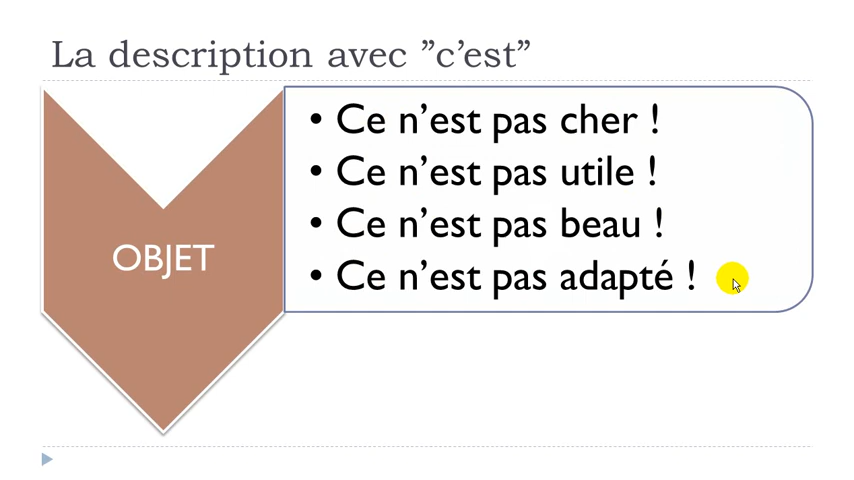 La description avec ”c’est”
OBJET
• Ce n’est pas cher !
• Ce n’est pas utile !
• Ce n’est pas beau !
• Ce n’est pas adapté !